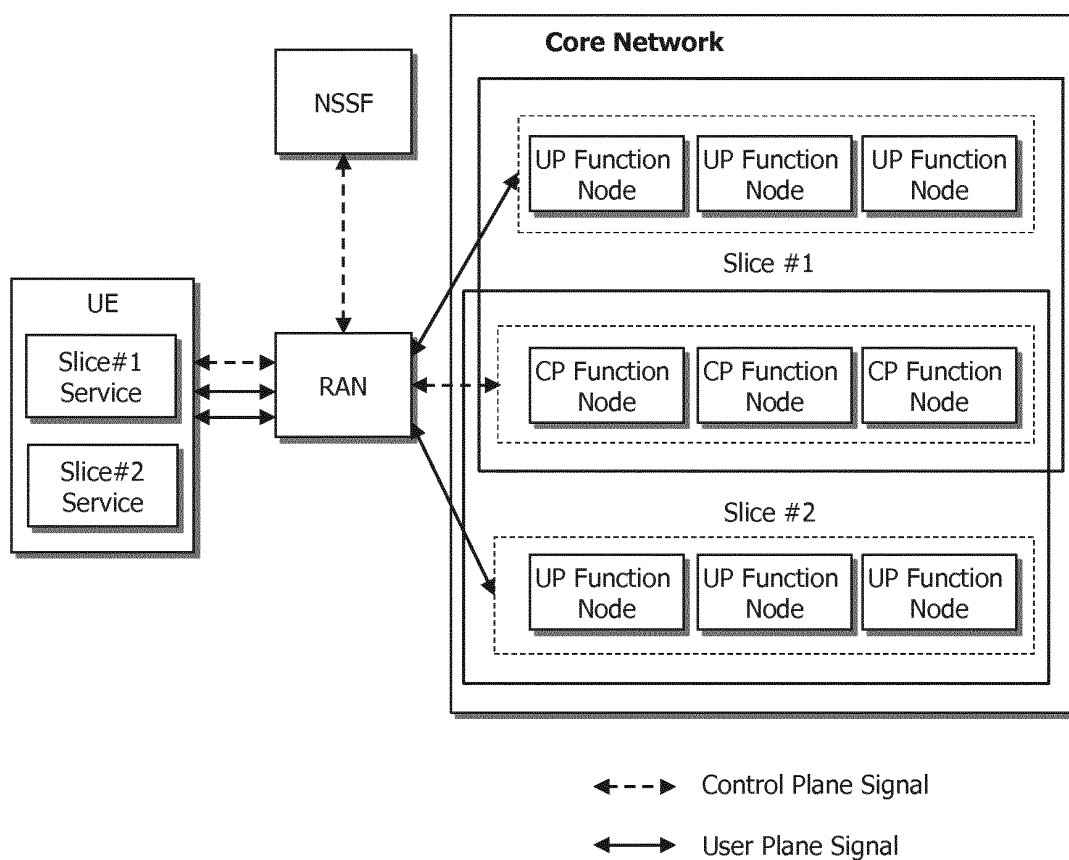 Core Network
NSSF
UP Function
Node
UP Function
Node
UP Function
Node
Slice #1
UE
Slice#1
Service
Slice#2
Service
RAN
CP Function
Node
CP Function
Node
CP Function
Node
Slice #2
UP Function
Node
UP Function
Node
UP Function
Node
Control Plane Signal
User Plane Signal